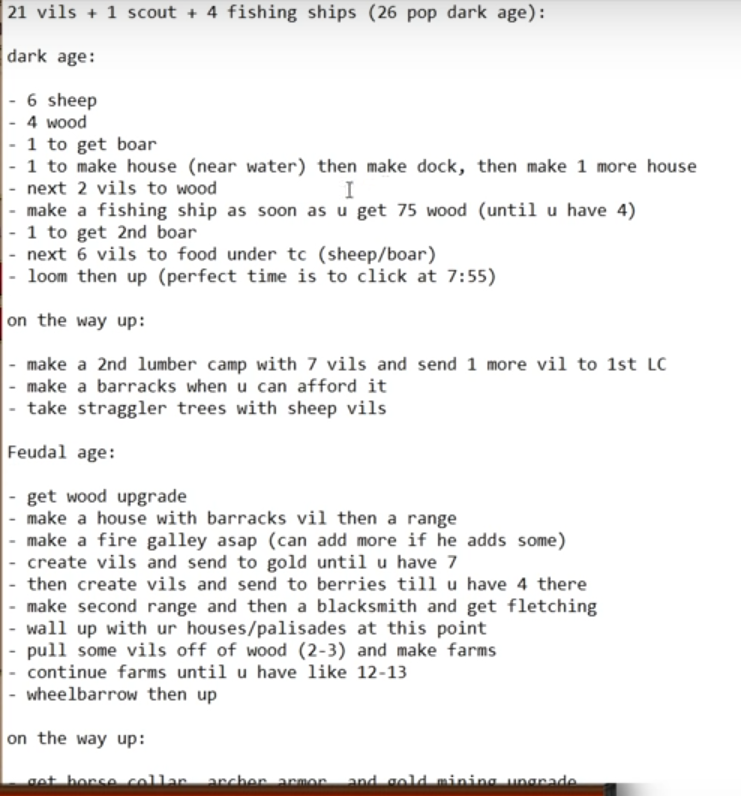 21 vils + 1 scout + 4 fishing ships (26 pop dark age):
dark age:
- 6 sheep
- 4 wood
- 1 to get boar
- 1 to make house (near water) then make dock, then make 1 more house
- next 2 vils to wood
- make a fishing ship as soon as u get 75 wood (until u have 4)
- 1 to get 2nd boar
- next 6 vils to food under tc (sheep/boar)
- loom then up (perfect time is to click at 7:55)
on the way up:
- make a 2nd lumber camp with 7 vils and send 1 more vil to 1st LC
- make a barracks when u can afford it
- take straggler trees with sheep vils
Feudal age:
- get wood upgrade
- make a house with barracks vil then a range
- make a fire galley asap (can add more if he adds some)
- create vils and send to gold until u have 7
- then create vils and send to berries till u have 4 there
- make second range and then a blacksmith and get fletching
- wall up with ur houses/palisades at this point
- pull some vils off of wood (2-3) and make farms
- continue farms until u have like 12-13
- wheelbarrow then up
on the way up:
- get horse collar, archer armor, and gold mining upgrade